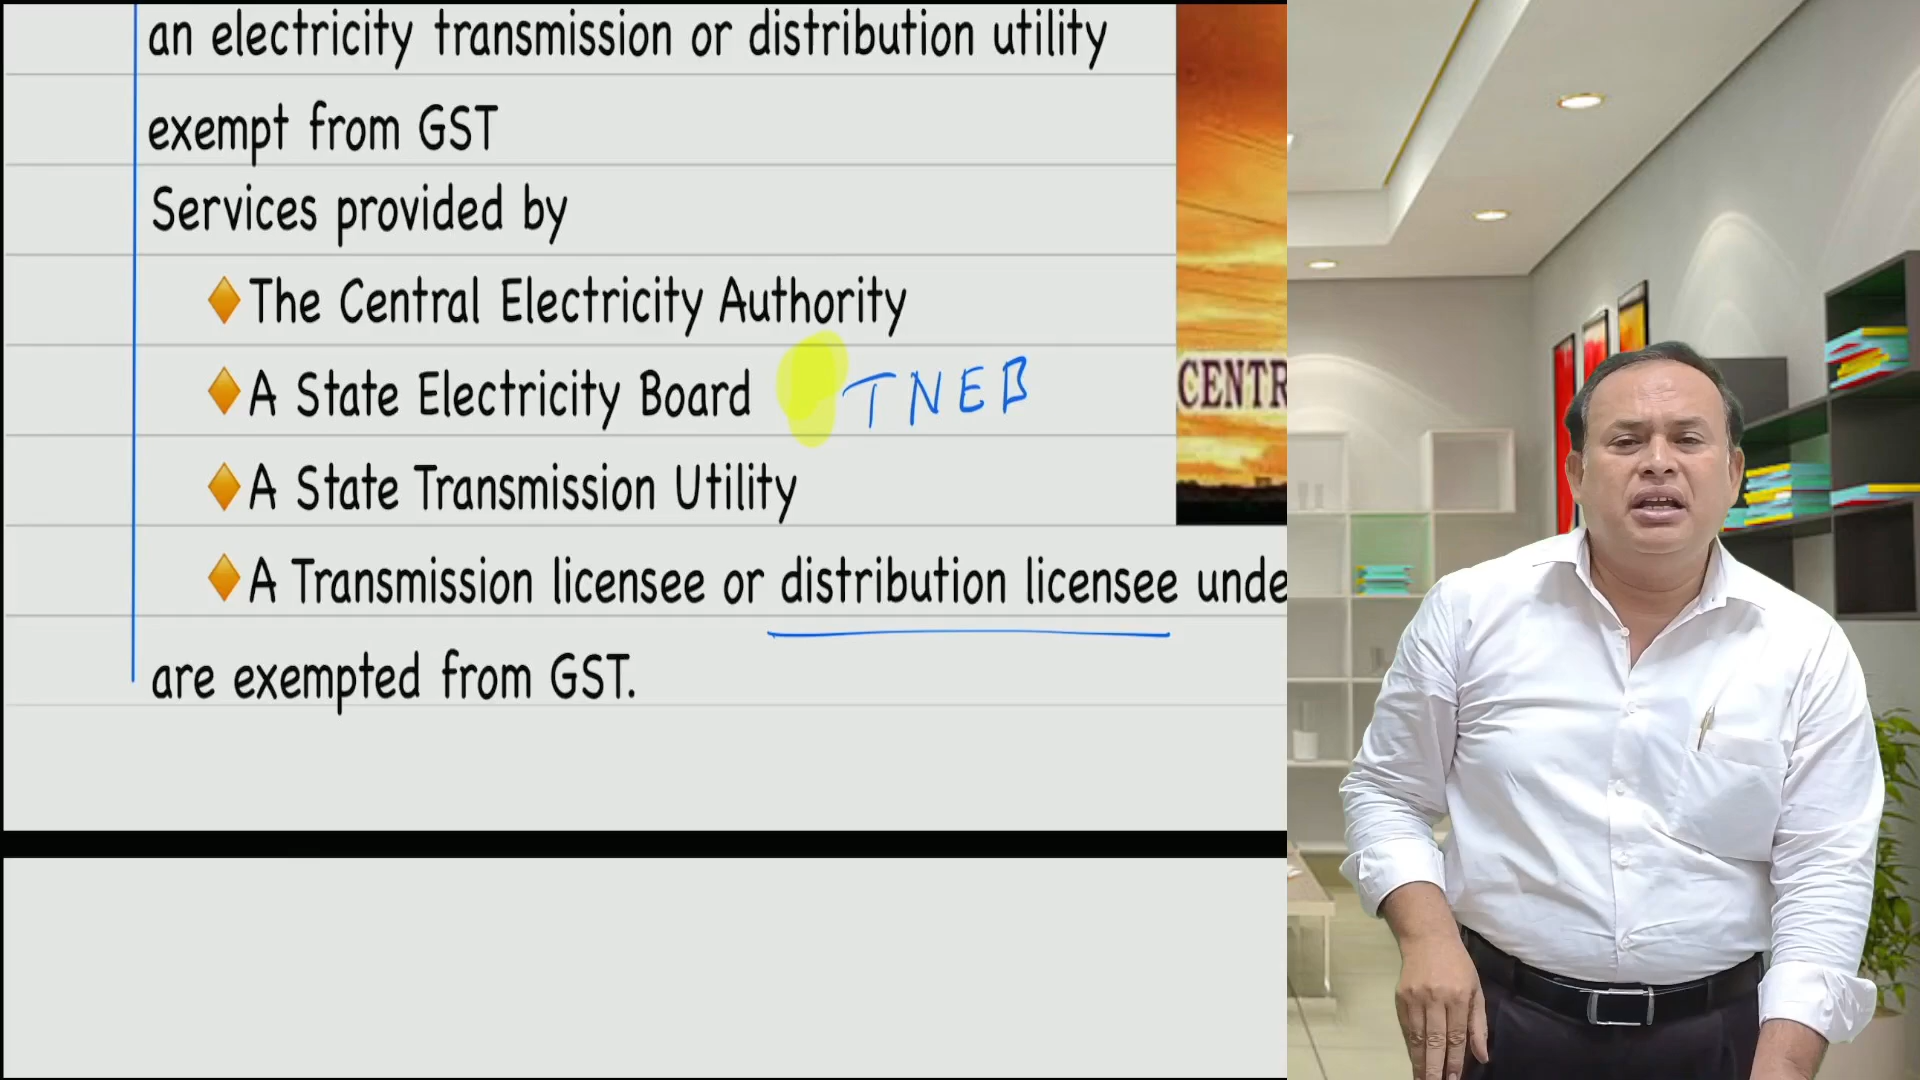 an electricity transmission or distribution utility
exempt from GST
Services provided by
The Central Electricity Authority
A State Electricity Board TNEB
CENTR
A State Transmission Utility
A Transmission licensee or distribution licensee unde
are exempted from GST.